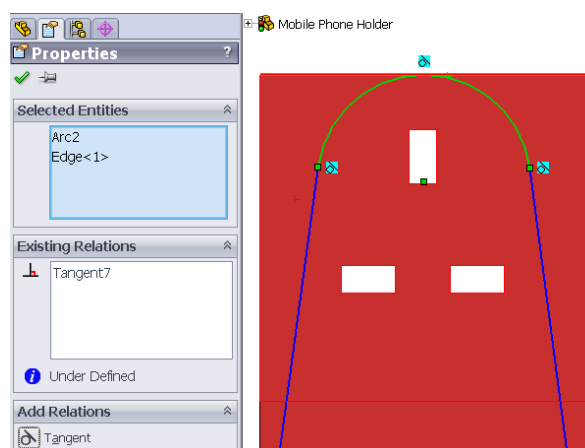 Mobile Phone Holder
Properties
?
Selected Entities
Arc2
Edge<1>
Existing Relations
Tangent7
Under Defined
Add Relations
Tangent